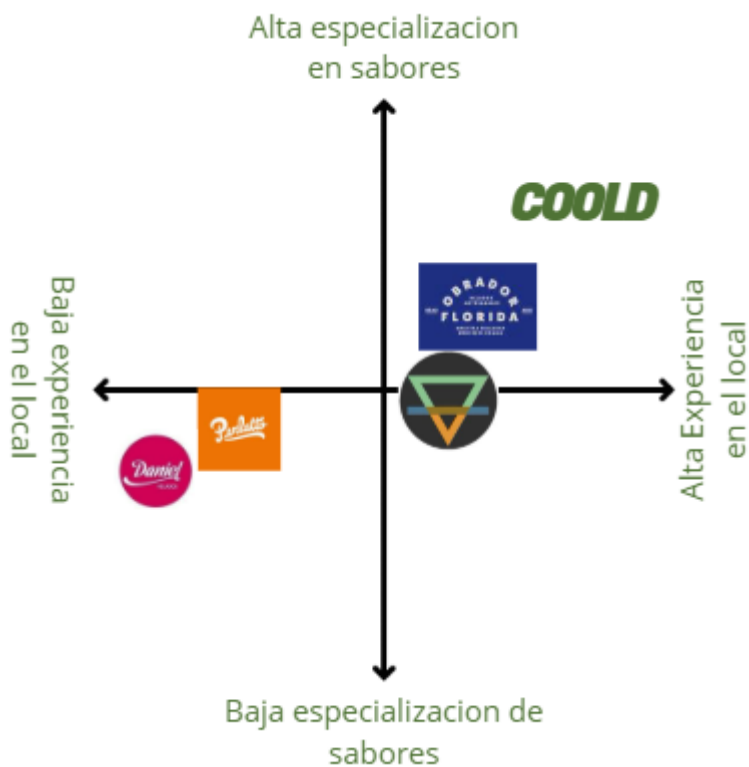 Alta especializacion
en sabores
COOLD
OBRADOR
FLORIDA
Baja experiencia
en el local
Alta Experiencia
en el local
Daniel
Baja especializacion de
sabores